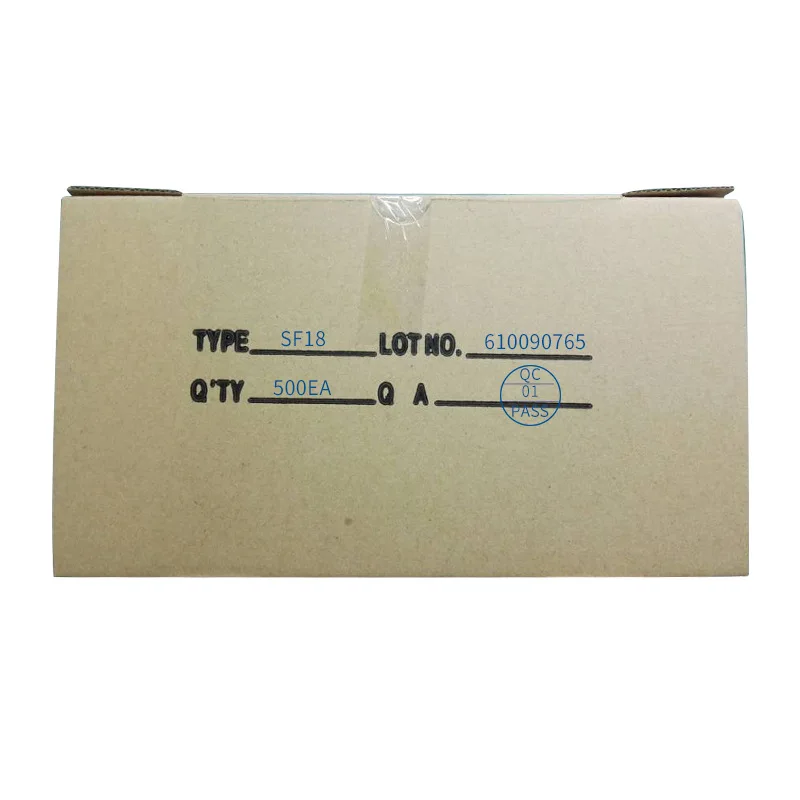 TYPE SF18 LOT NO. 610090765
Q'TY 500EA Q A QC
01
PASS